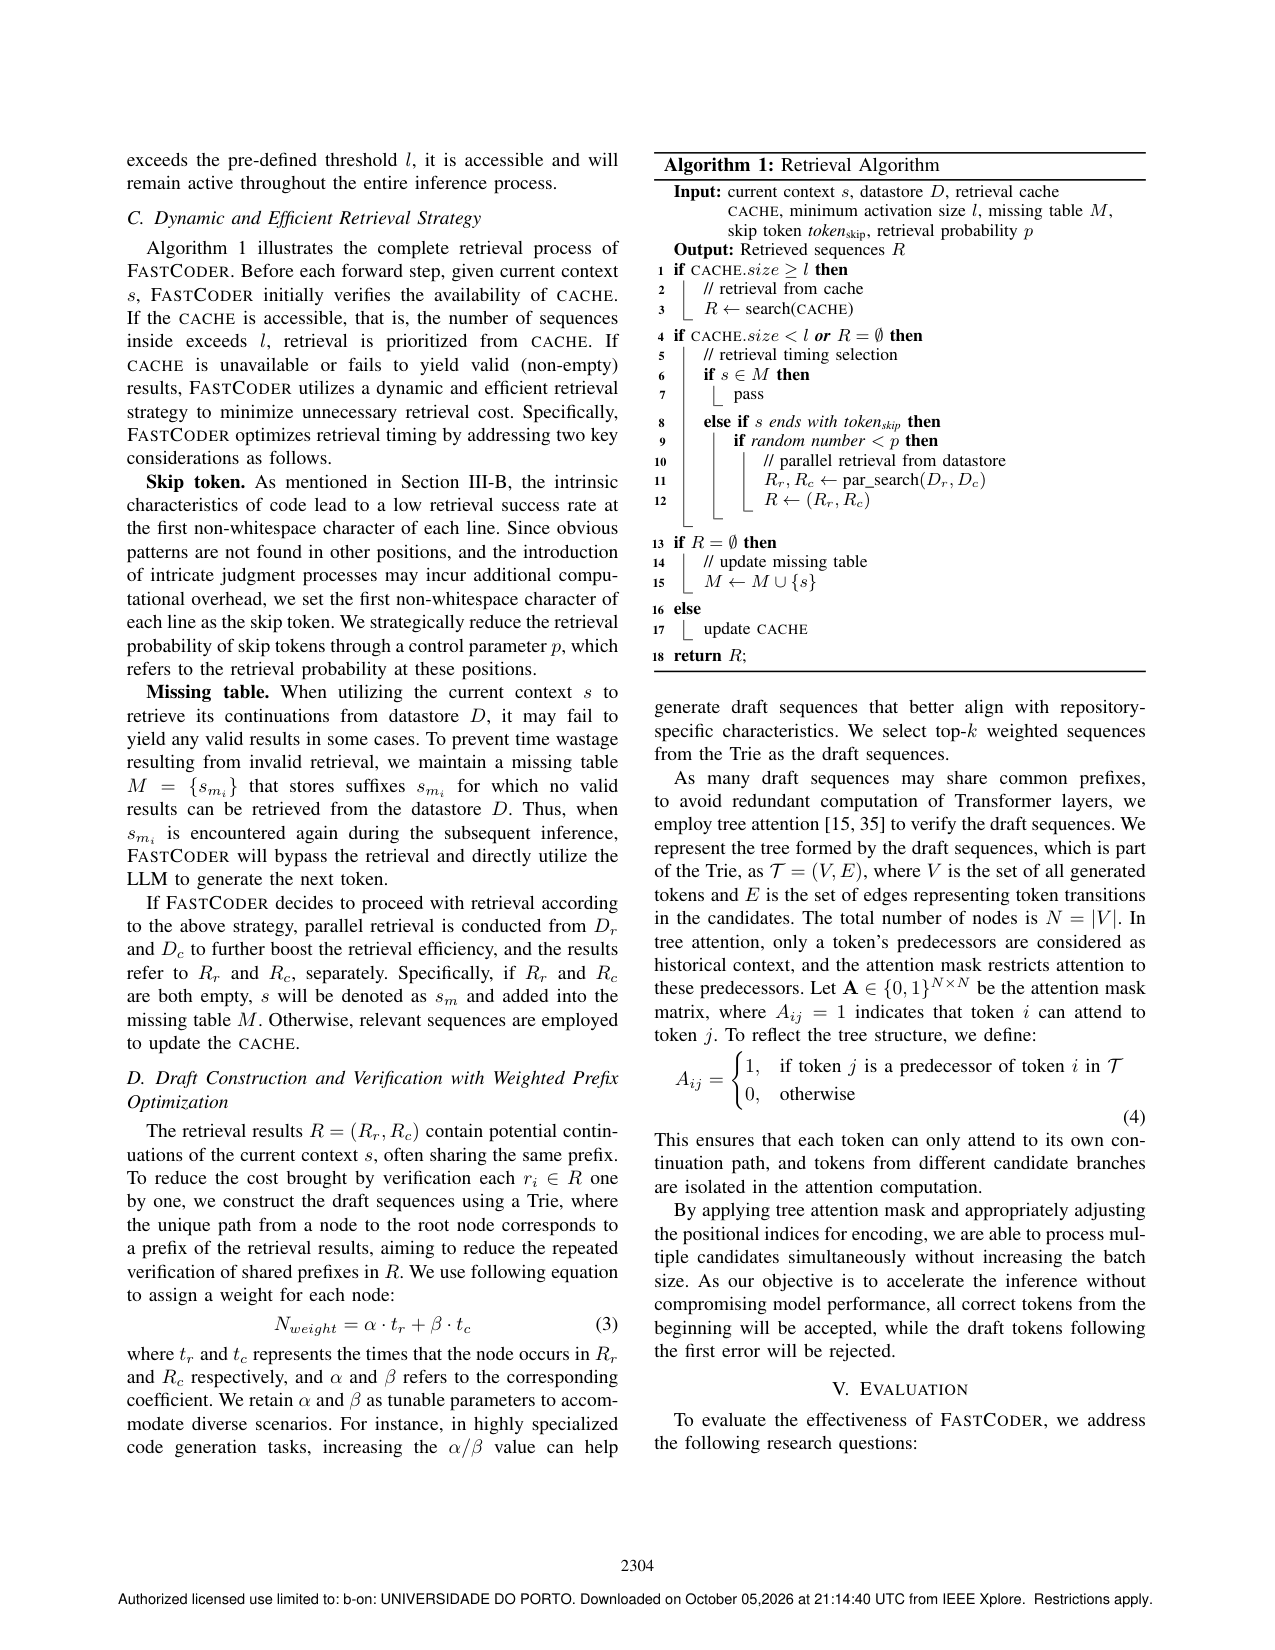 exceeds the pre-defined threshold l, it is accessible and will
remain active throughout the entire inference process.
C. Dynamic and Efficient Retrieval Strategy
Algorithm 1 illustrates the complete retrieval process of
FASTCODER. Before each forward step, given current context
s, FASTCODER initially verifies the availability of CACHE.
If the CACHE is accessible, that is, the number of sequences
inside exceeds l, retrieval is prioritized from CACHE. If
CACHE is unavailable or fails to yield valid (non-empty)
results, FASTCODER utilizes a dynamic and efficient retrieval
strategy to minimize unnecessary retrieval cost. Specifically,
FASTCODER optimizes retrieval timing by addressing two key
considerations as follows.
Skip token. As mentioned in Section III-B, the intrinsic
characteristics of code lead to a low retrieval success rate at
the first non-whitespace character of each line. Since obvious
patterns are not found in other positions, and the introduction
of intricate judgment processes may incur additional compu-
tational overhead, we set the first non-whitespace character of
each line as the skip token. We strategically reduce the retrieval
probability of skip tokens through a control parameter p, which
refers to the retrieval probability at these positions.
Missing table. When utilizing the current context s to
retrieve its continuations from datastore D, it may fail to
yield any valid results in some cases. To prevent time wastage
resulting from invalid retrieval, we maintain a missing table
M = {s_{m_i}} that stores suffixes s_{m_i} for which no valid
results can be retrieved from the datastore D. Thus, when
s_{m_i} is encountered again during the subsequent inference,
FASTCODER will bypass the retrieval and directly utilize the
LLM to generate the next token.
If FASTCODER decides to proceed with retrieval according
to the above strategy, parallel retrieval is conducted from D_r
and D_c to further boost the retrieval efficiency, and the results
refer to R_r and R_c, separately. Specifically, if R_r and R_c
are both empty, s will be denoted as s_m and added into the
missing table M. Otherwise, relevant sequences are employed
to update the CACHE.
D. Draft Construction and Verification with Weighted Prefix
Optimization
The retrieval results R = (R_r, R_c) contain potential contin-
uations of the current context s, often sharing the same prefix.
To reduce the cost brought by verification each r_i ∈ R one
by one, we construct the draft sequences using a Trie, where
the unique path from a node to the root node corresponds to
a prefix of the retrieval results, aiming to reduce the repeated
verification of shared prefixes in R. We use following equation
to assign a weight for each node:
N_{weight} = α · t_r + β · t_c (3)
where t_r and t_c represents the times that the node occurs in R_r
and R_c respectively, and α and β refers to the corresponding
coefficient. We retain α and β as tunable parameters to accom-
modate diverse scenarios. For instance, in highly specialized
code generation tasks, increasing the α/β value can help
Algorithm 1: Retrieval Algorithm
Input: current context s, datastore D, retrieval cache
CACHE, minimum activation size l, missing table M,
skip token token_{skip}, retrieval probability p
Output: Retrieved sequences R
1 if CACHE.size ≥ l then
2 // retrieval from cache
3 R ← search(CACHE)
4 if CACHE.size < l or R = ∅ then
5 // retrieval timing selection
6 if s ∈ M then
7 pass
8 else if s ends with token_{skip} then
9 if random number < p then
10 // parallel retrieval from datastore
11 R_r, R_c ← par_search(D_r, D_c)
12 R ← (R_r, R_c)
13 if R = ∅ then
14 // update missing table
15 M ← M ∪ {s}
16 else
17 update CACHE
18 return R;
generate draft sequences that better align with repository-
specific characteristics. We select top-k weighted sequences
from the Trie as the draft sequences.
As many draft sequences may share common prefixes,
to avoid redundant computation of Transformer layers, we
employ tree attention [15, 35] to verify the draft sequences. We
represent the tree formed by the draft sequences, which is part
of the Trie, as 𝒯 = (V, E), where V is the set of all generated
tokens and E is the set of edges representing token transitions
in the candidates. The total number of nodes is N = |V|. In
tree attention, only a token's predecessors are considered as
historical context, and the attention mask restricts attention to
these predecessors. Let A ∈ {0, 1}^{N×N} be the attention mask
matrix, where A_{ij} = 1 indicates that token i can attend to
token j. To reflect the tree structure, we define:
A_{ij} = { 1, if token j is a predecessor of token i in 𝒯
0, otherwise
(4)
This ensures that each token can only attend to its own con-
tinuation path, and tokens from different candidate branches
are isolated in the attention computation.
By applying tree attention mask and appropriately adjusting
the positional indices for encoding, we are able to process mul-
tiple candidates simultaneously without increasing the batch
size. As our objective is to accelerate the inference without
compromising model performance, all correct tokens from the
beginning will be accepted, while the draft tokens following
the first error will be rejected.
V. EVALUATION
To evaluate the effectiveness of FASTCODER, we address
the following research questions:
2304
Authorized licensed use limited to: b-on: UNIVERSIDADE DO PORTO. Downloaded on October 05,2026 at 21:14:40 UTC from IEEE Xplore. Restrictions apply.